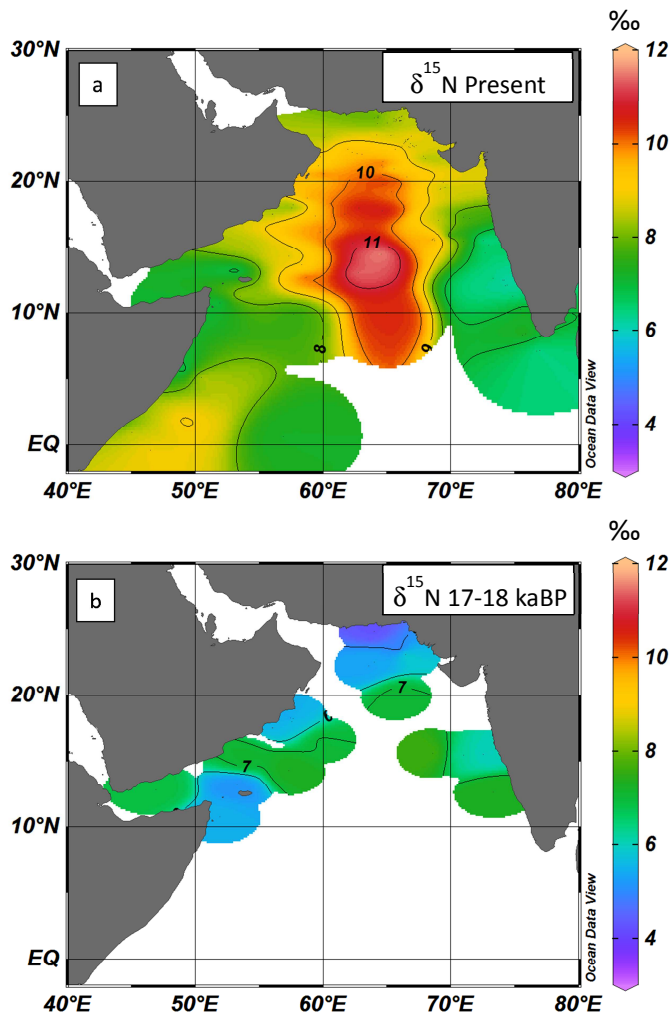 ‰
30°N
a
δ¹⁵N Present
12
10
20°N
10
11
8
10°N
8
9
6
4
EQ
Ocean Data View
40°E 50°E 60°E 70°E 80°E
‰
30°N
b
δ¹⁵N 17-18 kaBP
12
10
20°N
7
7
8
10°N
6
4
EQ
Ocean Data View
40°E 50°E 60°E 70°E 80°E